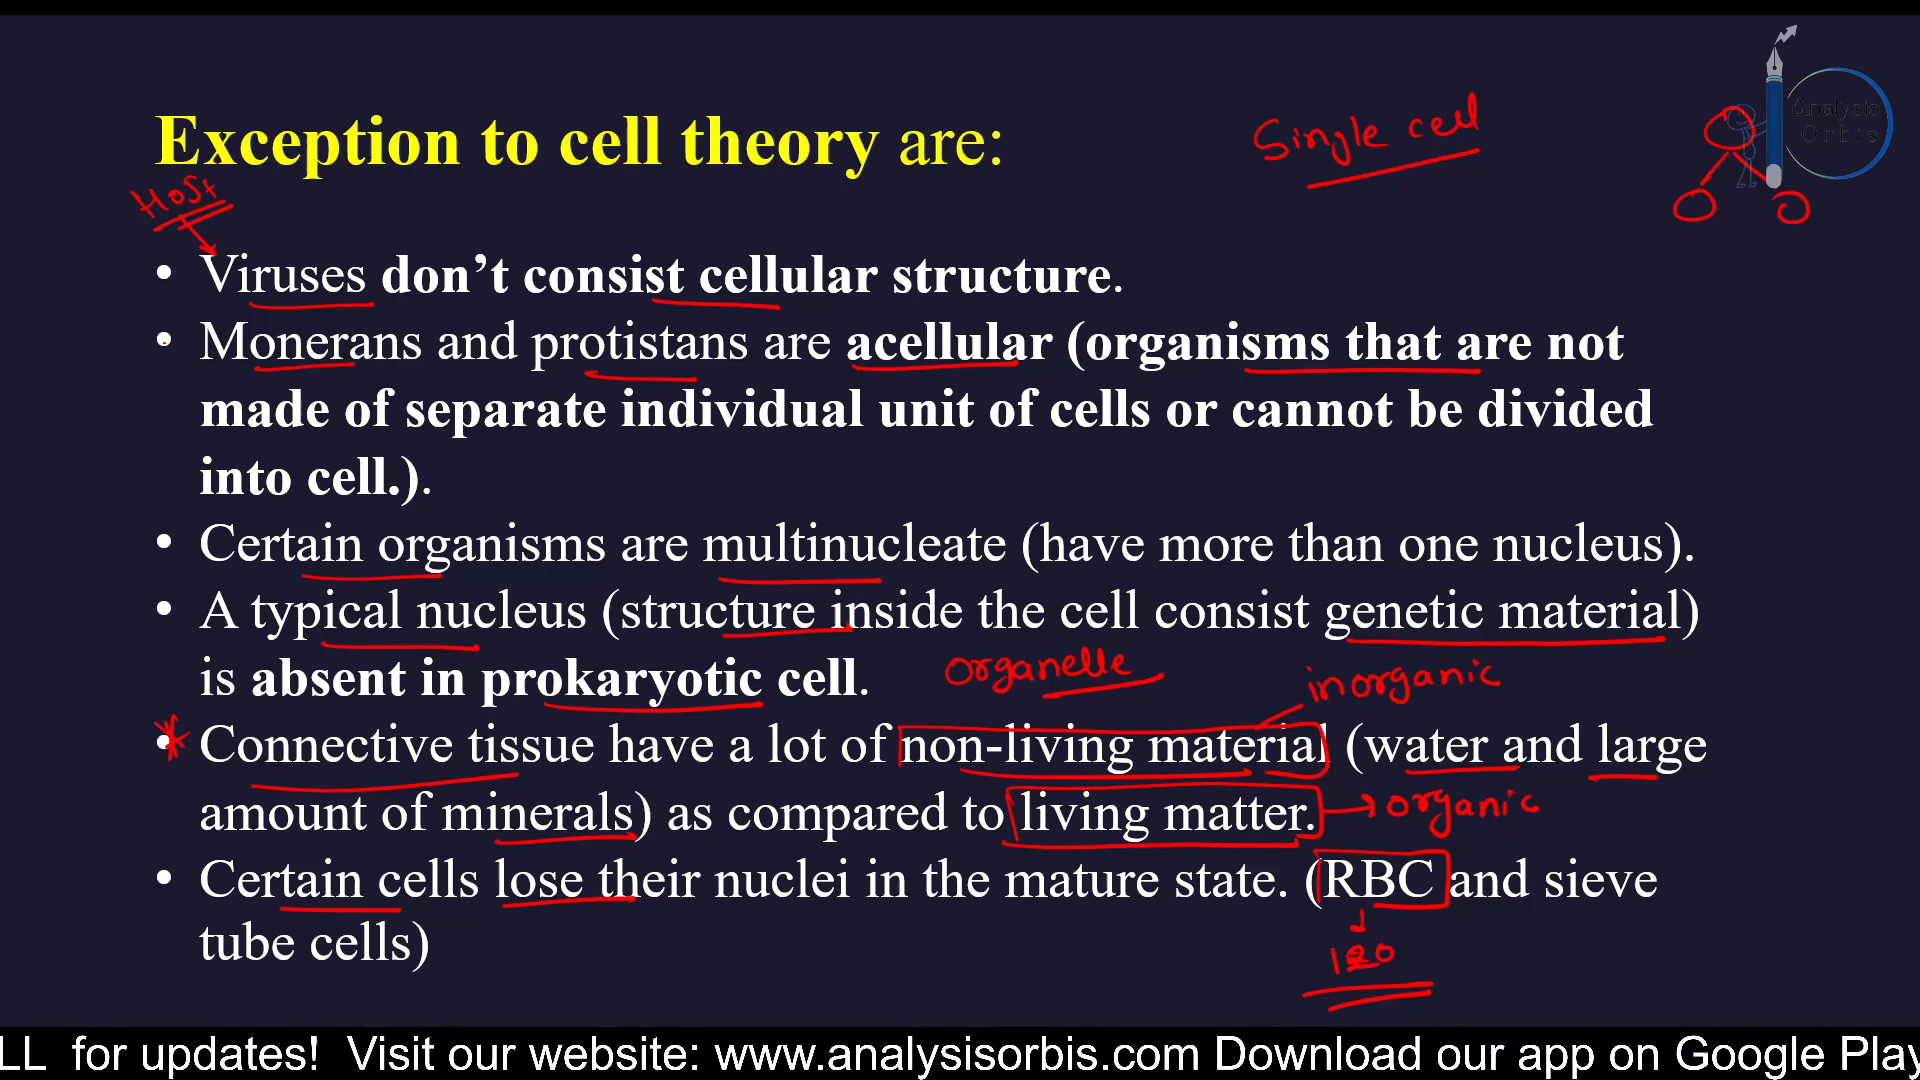 Analysis
Orbis
Exception to cell theory are:
Single cell
Host
• Viruses don’t consist cellular structure.
• Monerans and protistans are acellular (organisms that are not
made of separate individual unit of cells or cannot be divided
into cell.).
• Certain organisms are multinucleate (have more than one nucleus).
• A typical nucleus (structure inside the cell consist genetic material)
is absent in prokaryotic cell.
organelle
inorganic
• Connective tissue have a lot of non-living material (water and large
amount of minerals) as compared to living matter.
organic
• Certain cells lose their nuclei in the mature state. (RBC and sieve
tube cells)
120
LL for updates! Visit our website: www.analysisorbis.com Download our app on Google Play